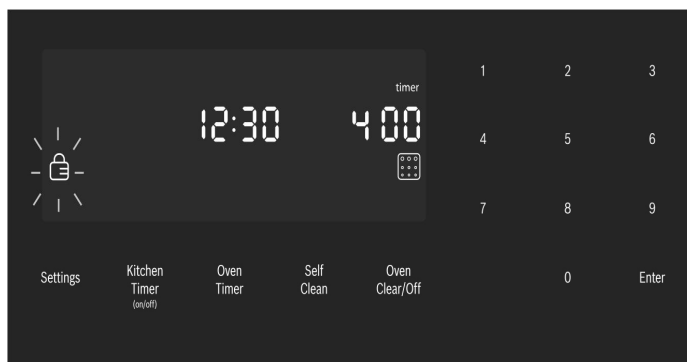 1 2 3
timer
12:30 4 00
4 5 6
7 8 9
Settings Kitchen Timer (on/off) Oven Timer Self Clean Oven Clear/Off 0 Enter